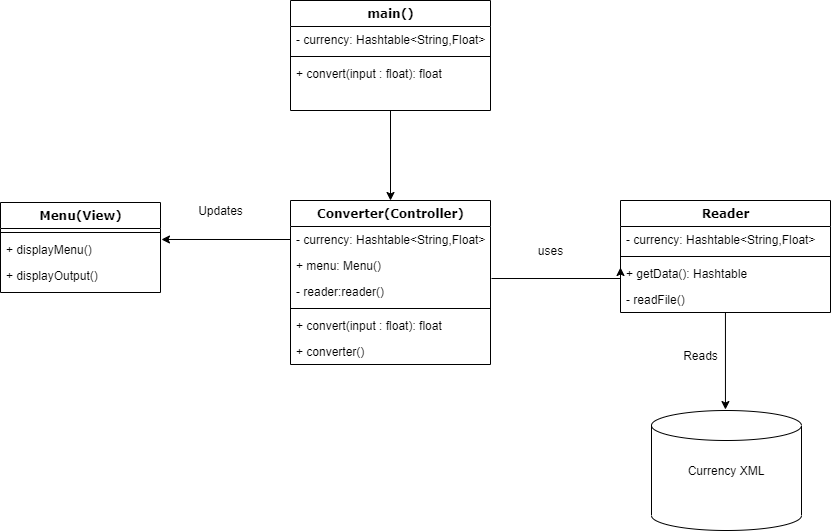 main()
- currency: Hashtable<String,Float>
+ convert(input : float): float
Menu(View)
+ displayMenu()
+ displayOutput()
Updates
Converter(Controller)
- currency: Hashtable<String,Float>
+ menu: Menu()
- reader:reader()
+ convert(input : float): float
+ converter()
uses
Reader
- currency: Hashtable<String,Float>
+ getData(): Hashtable
- readFile()
Reads
Currency XML